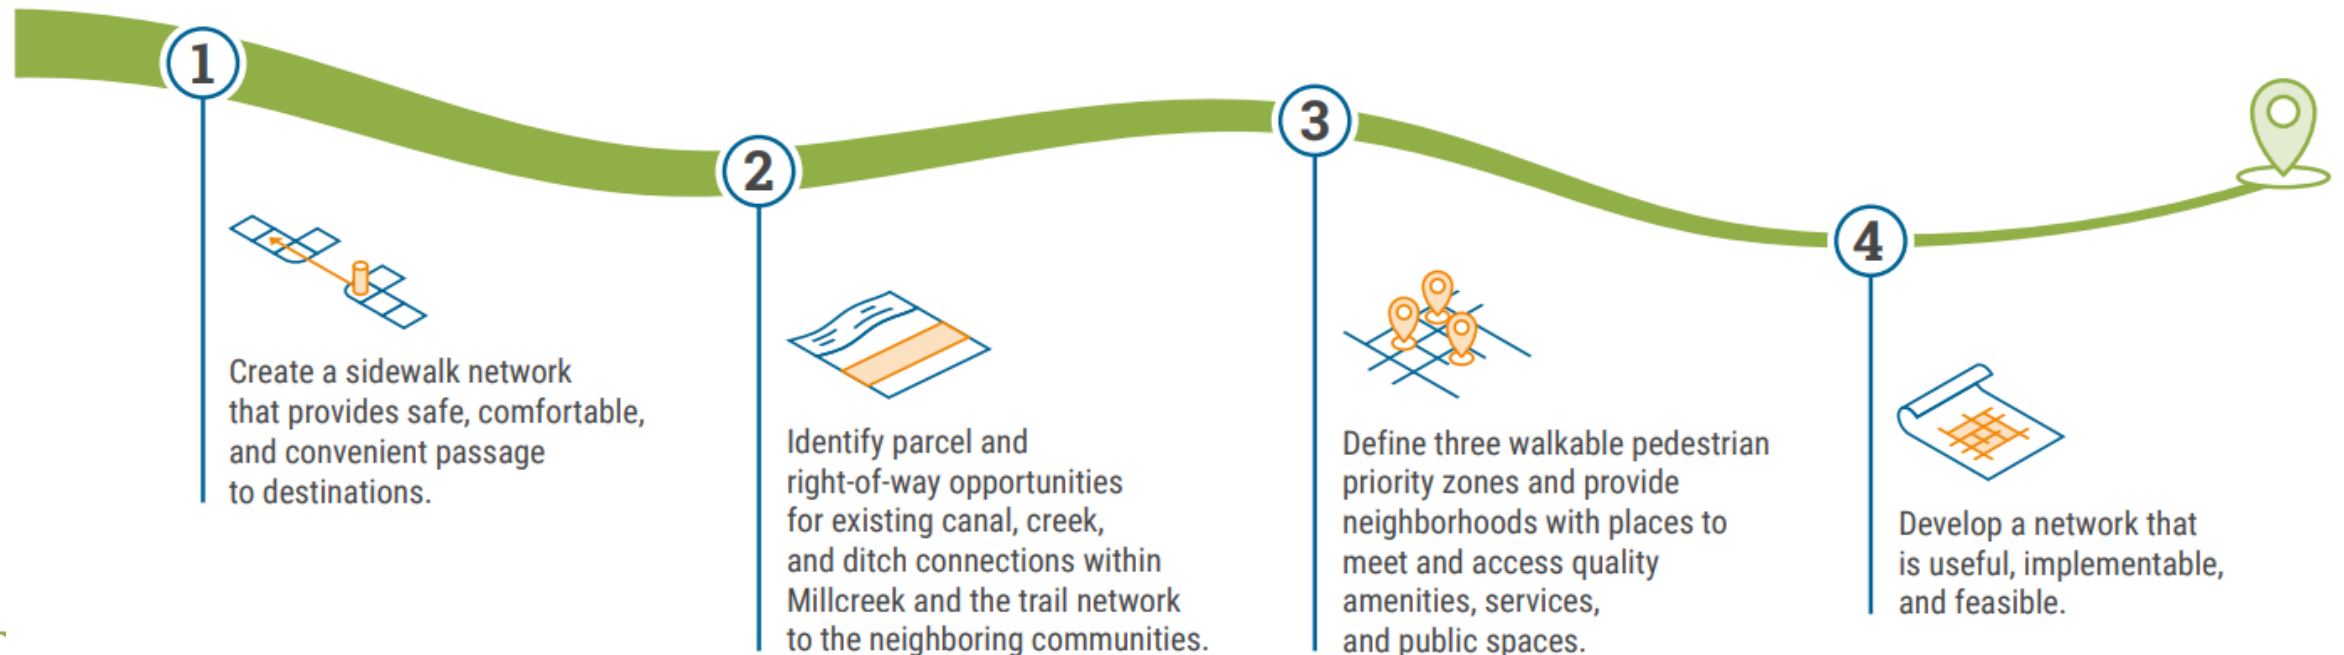 1
Create a sidewalk network
that provides safe, comfortable,
and convenient passage
to destinations.
2
Identify parcel and
right-of-way opportunities
for existing canal, creek,
and ditch connections within
Millcreek and the trail network
to the neighboring communities.
3
Define three walkable pedestrian
priority zones and provide
neighborhoods with places to
meet and access quality
amenities, services,
and public spaces.
4
Develop a network that
is useful, implementable,
and feasible.